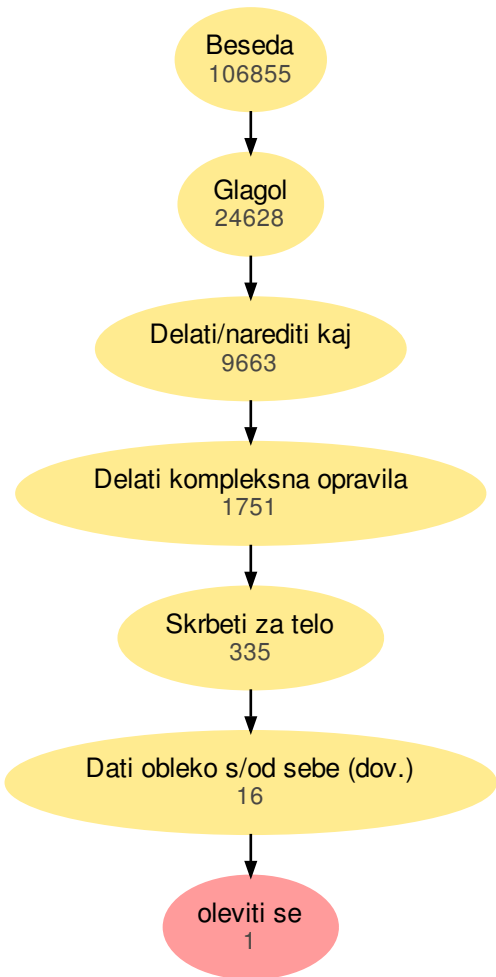 Beseda
106855
Glagol
24628
Delati/narediti kaj
9663
Delati kompleksna opravila
1751
Skrbeti za telo
335
Dati obleko s/od sebe (dov.)
16
oleviti se
1